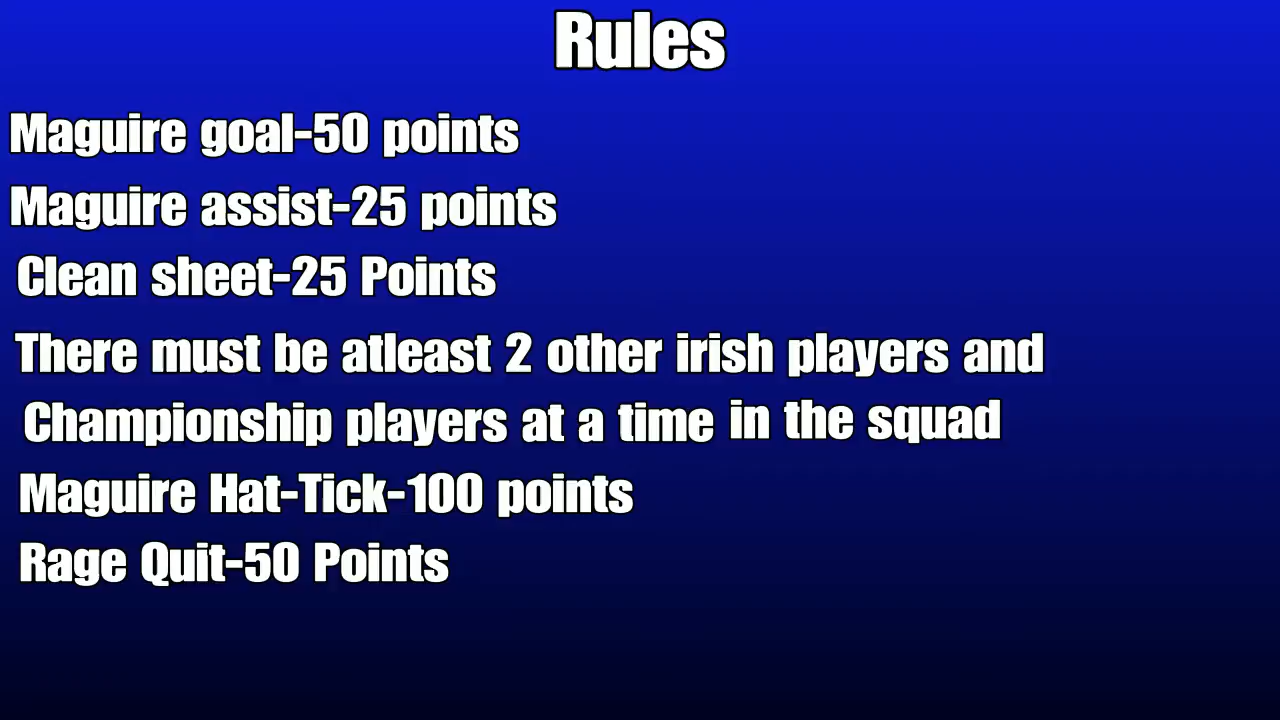 Rules
Maguire goal-50 points
Maguire assist-25 points
Clean sheet-25 Points
There must be atleast 2 other irish players and
Championship players at a time in the squad
Maguire Hat-Tick-100 points
Rage Quit-50 Points